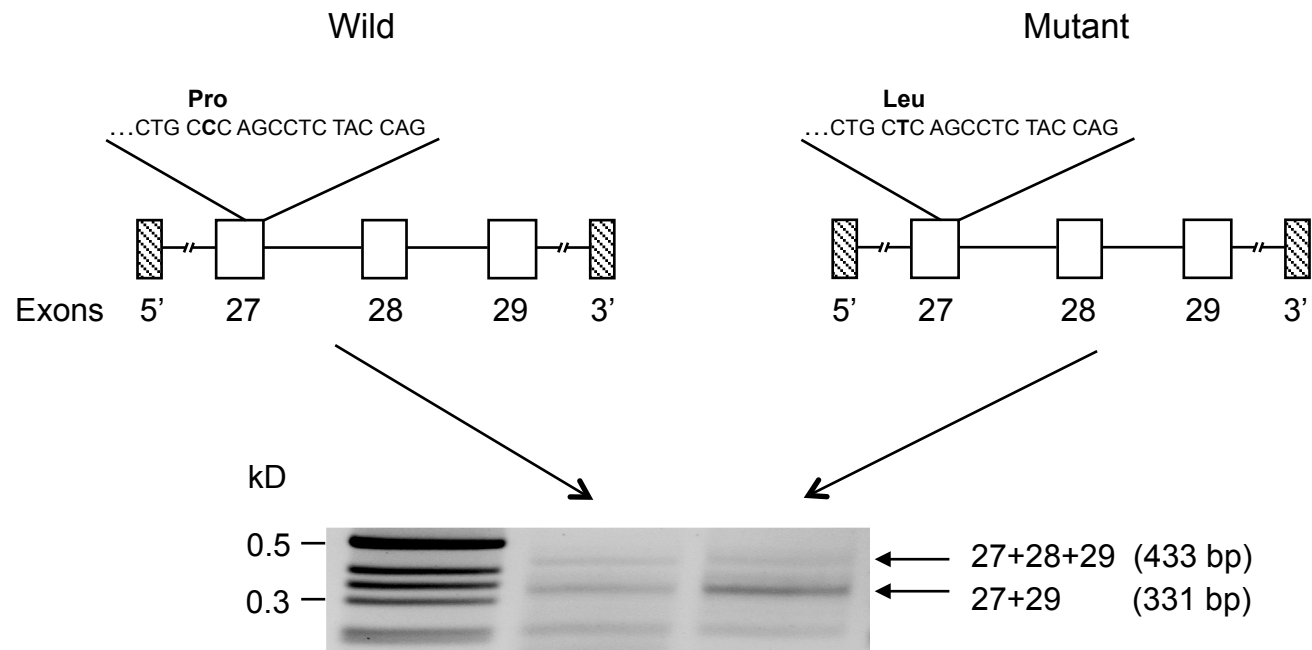 Wild
Mutant
Pro
...CTG CCC AGCCTC TAC CAG
Leu
...CTG CTC AGCCTC TAC CAG
Exons 5’ 27 28 29 3’
5’ 27 28 29 3’
kD
0.5
0.3
27+28+29 (433 bp)
27+29 (331 bp)